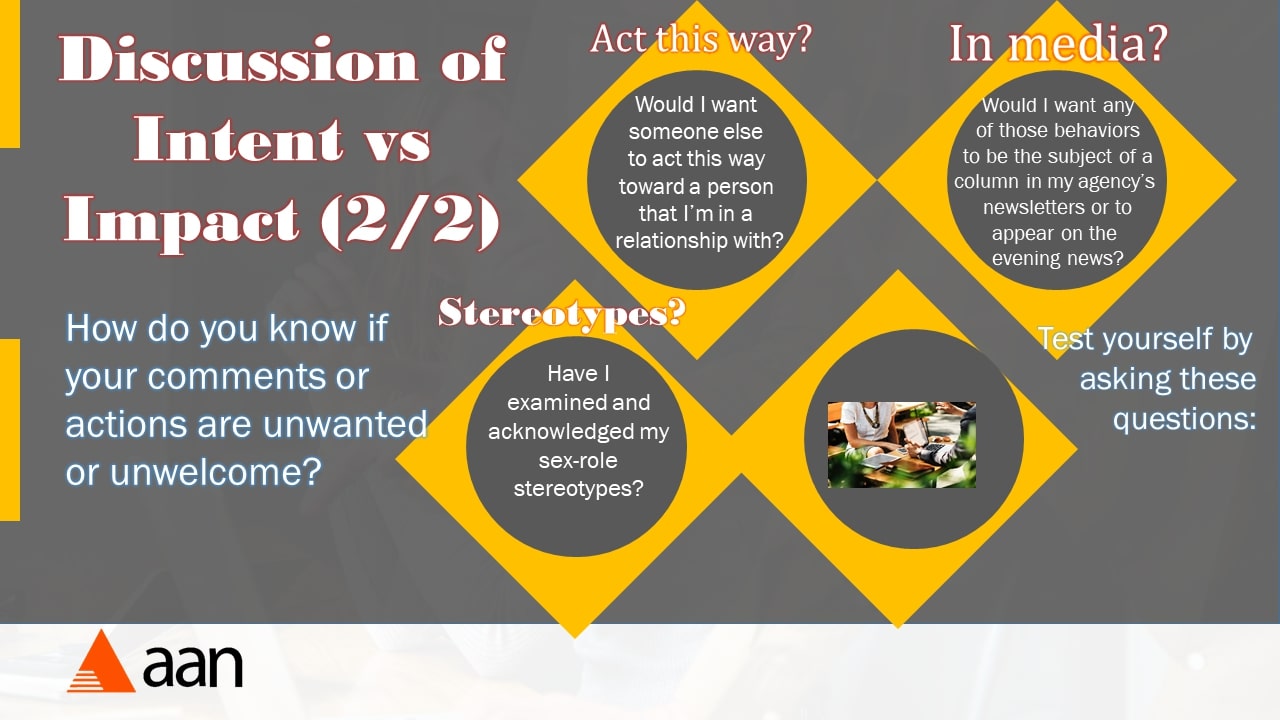 Discussion of
Intent vs
Impact (2/2)
How do you know if
your comments or
actions are unwanted
or unwelcome?
Act this way?
Would I want
someone else
to act this way
toward a person
that I'm in a
relationship with?
In media?
Would I want any
of those behaviors
to be the subject of a
column in my agency's
newsletters or to
appear on the
evening news?
Stereotypes?
Have I
examined and
acknowledged my
sex-role
stereotypes?
Test yourself by
asking these
questions:
aan